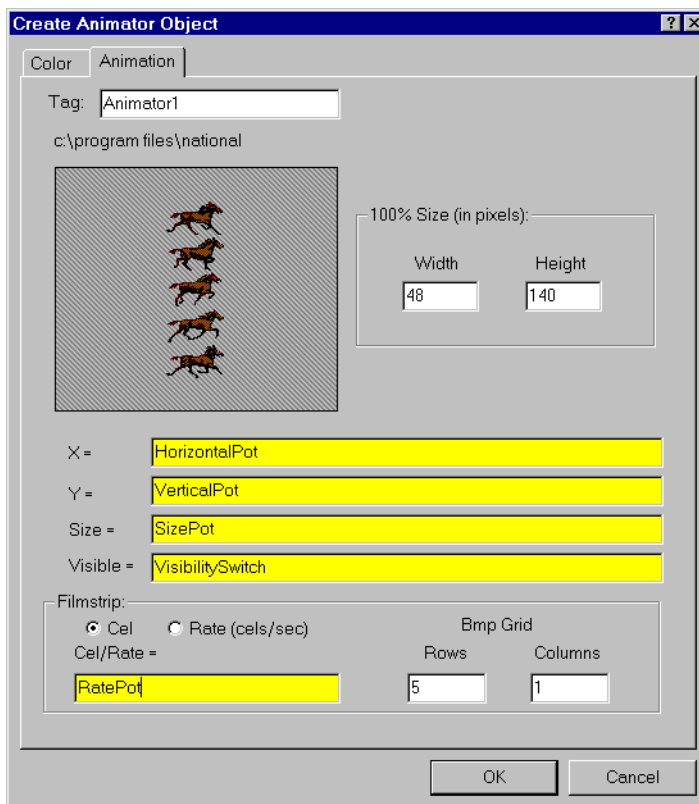 Create Animator Object
Color Animation
Tag: Animator1
c:\program files\national
100% Size (in pixels):
Width Height
48 140
X = HorizontalPot
Y = VerticalPot
Size = SizePot
Visible = VisibilitySwitch
Filmstrip:
Cel Rate (cels/sec) Bmp Grid
Cel/Rate = Rows Columns
RatePot 5 1
OK Cancel